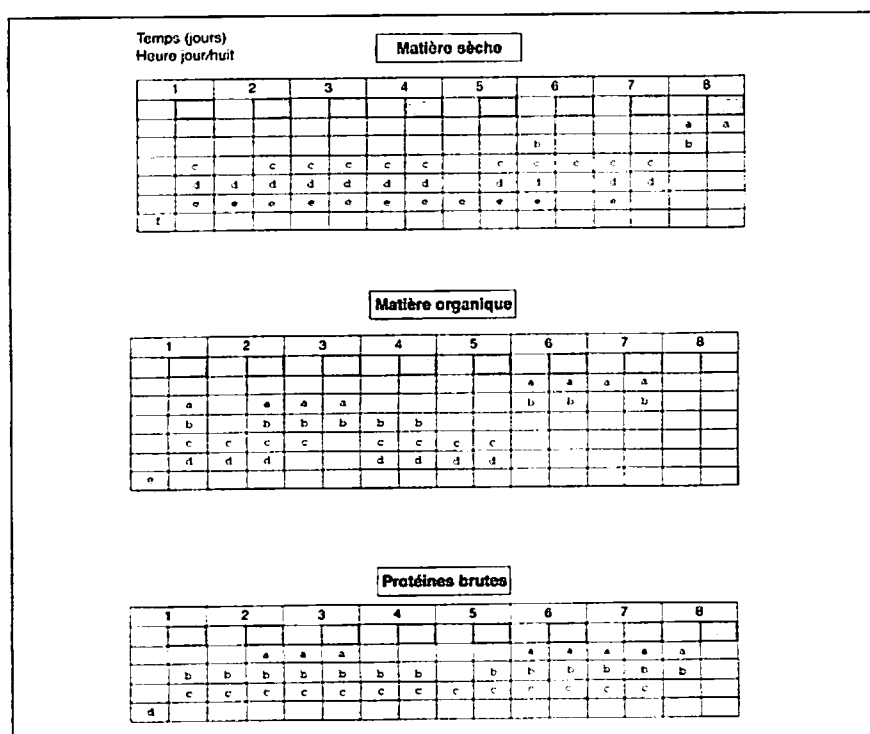 Temps (jours)
Heure jour/huit
Matière sèche
1 2 3 4 5 6 7 8
a a
b b
c c c c c c c c c c c
d d d d d d d d d d d
e e e e e e e e e e e
f
Matière organique
1 2 3 4 5 6 7 8
a a a a
a a a a b b b
b b b b b b
c c c c c c c c
d d d d d d d
e
Protéines brutes
1 2 3 4 5 6 7 8
a a a a a a a a
b b b b b b b b b b b b b
c c c c c c c c c c c c c
d